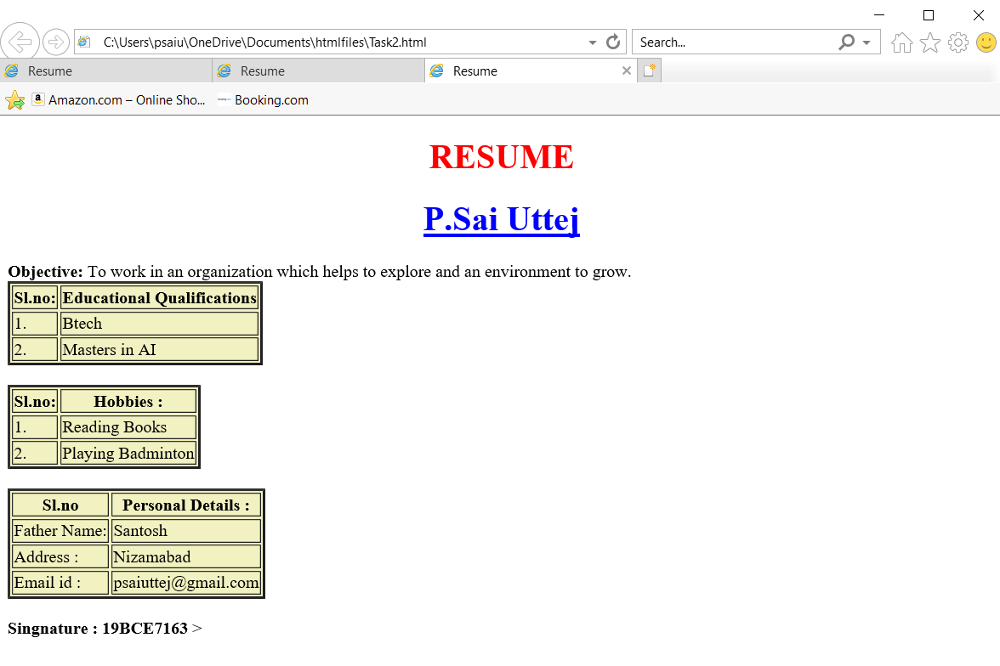 C:\Users\psaiu\OneDrive\Documents\htmlfiles\Task2.html Search...
Resume Resume Resume
Amazon.com – Online Sho... Booking.com
RESUME
P.Sai Uttej
Objective: To work in an organization which helps to explore and an environment to grow.
Sl.no: Educational Qualifications
1. Btech
2. Masters in AI
Sl.no: Hobbies :
1. Reading Books
2. Playing Badminton
Sl.no Personal Details :
Father Name: Santosh
Address : Nizamabad
Email id : psaiuttej@gmail.com
Singnature : 19BCE7163 >